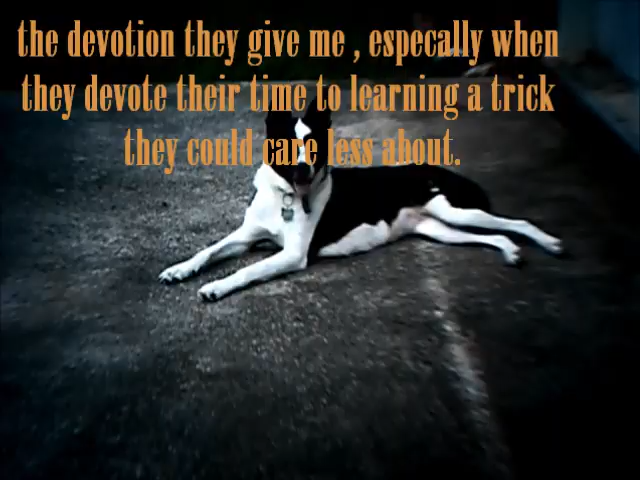 the devotion they give me , especally when
they devote their time to learning a trick
they could care less about.